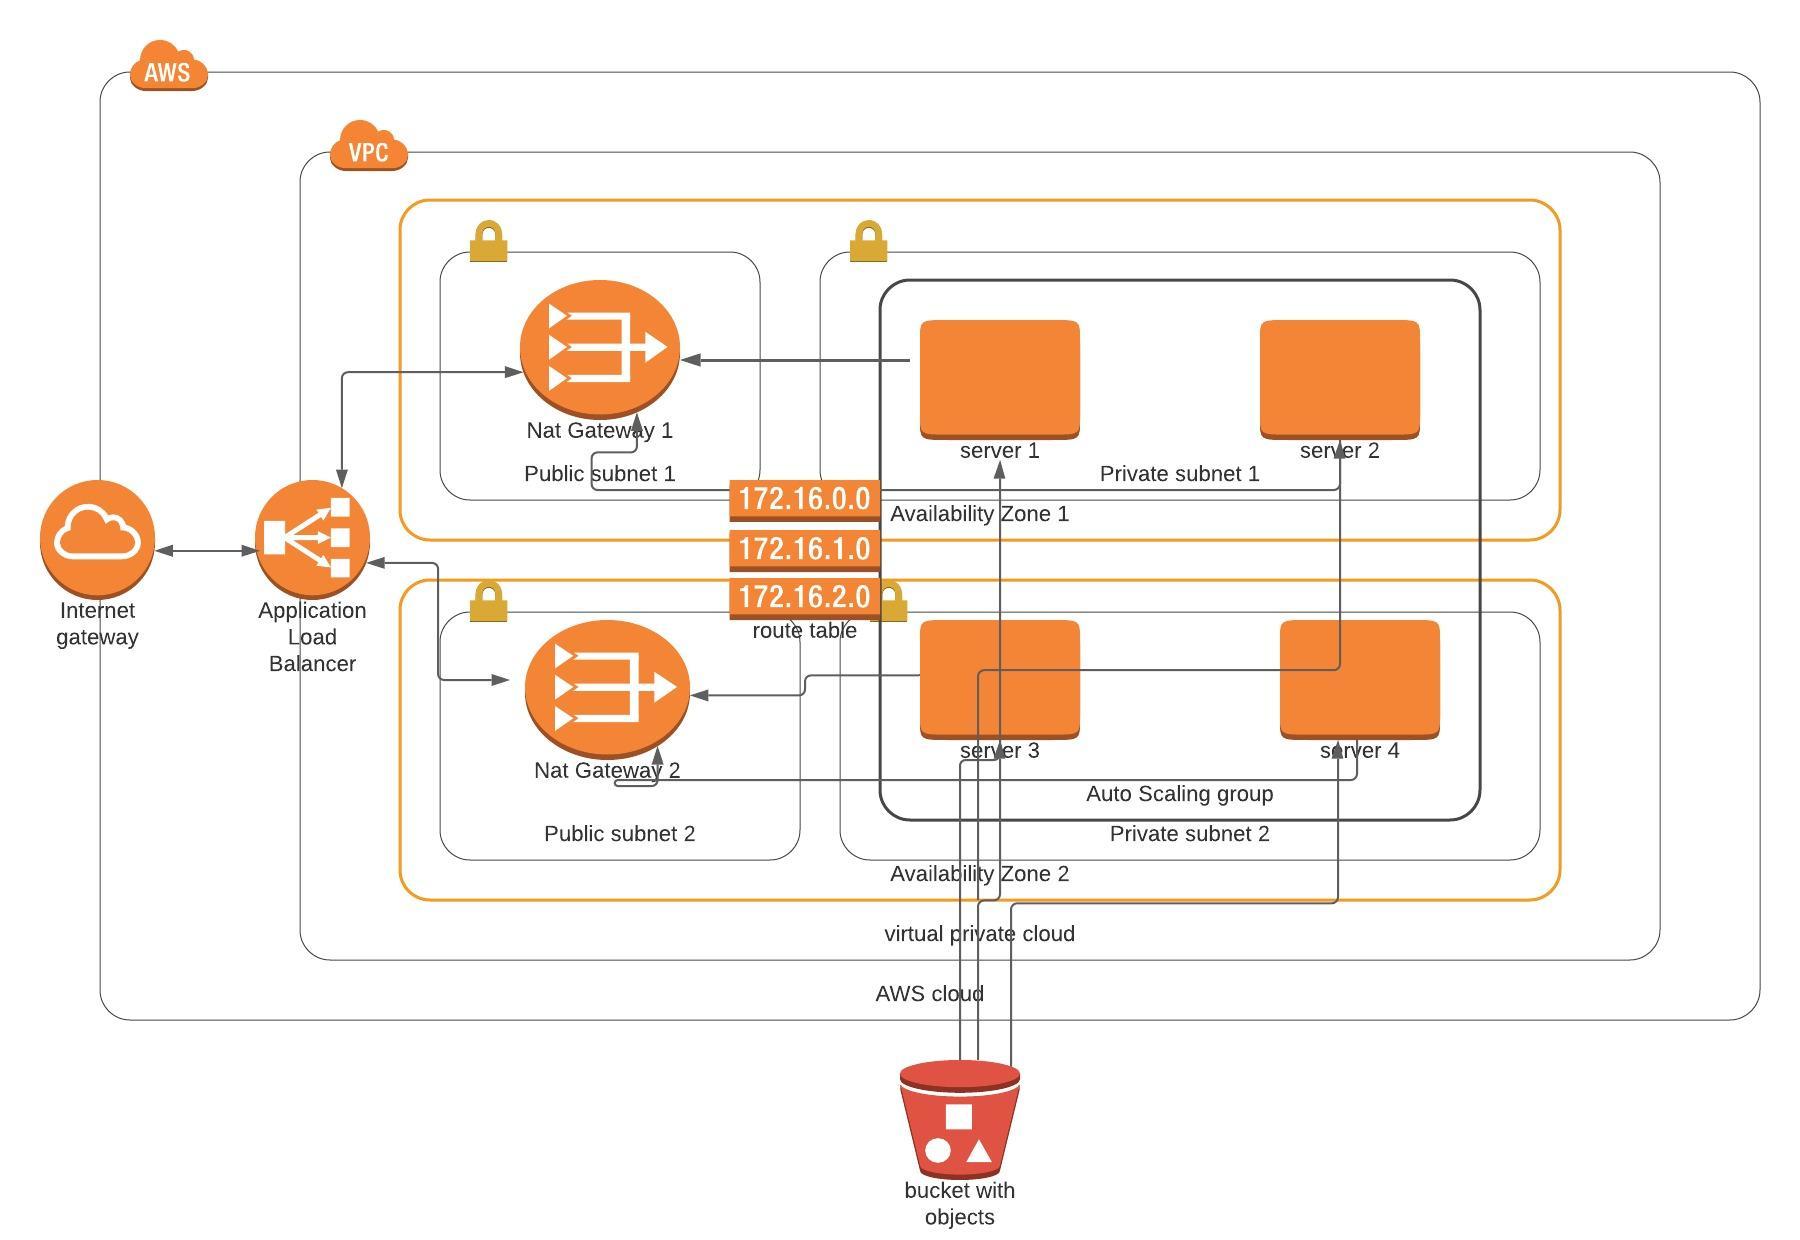 AWS
VPC
Nat Gateway 1
Public subnet 1
server 1
server 2
Private subnet 1
172.16.0.0
Availability Zone 1
172.16.1.0
172.16.2.0
route table
Internet
gateway
Application
Load
Balancer
Nat Gateway 2
Public subnet 2
server 3
server 4
Auto Scaling group
Private subnet 2
Availability Zone 2
virtual private cloud
AWS cloud
bucket with
objects